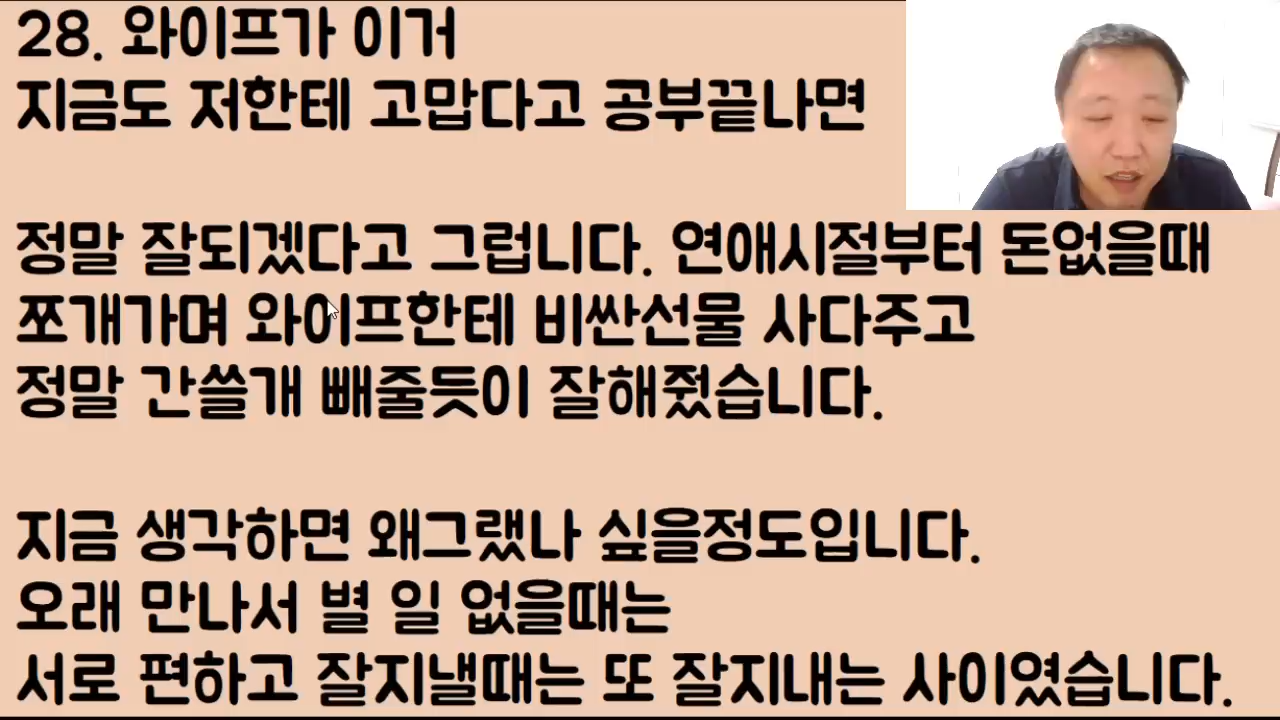 28. 와이프가 이거
지금도 저한테 고맙다고 공부끝나면
정말 잘되겠다고 그럽니다. 연애시절부터 돈없을때
쪼개가며 와이프한테 비싼선물 사다주고
정말 간쓸개 빼줄듯이 잘해줬습니다.
지금 생각하면 왜그랬나 싶을정도입니다.
오래 만나서 별 일 없을때는
서로 편하고 잘지낼때는 또 잘지내는 사이였습니다.